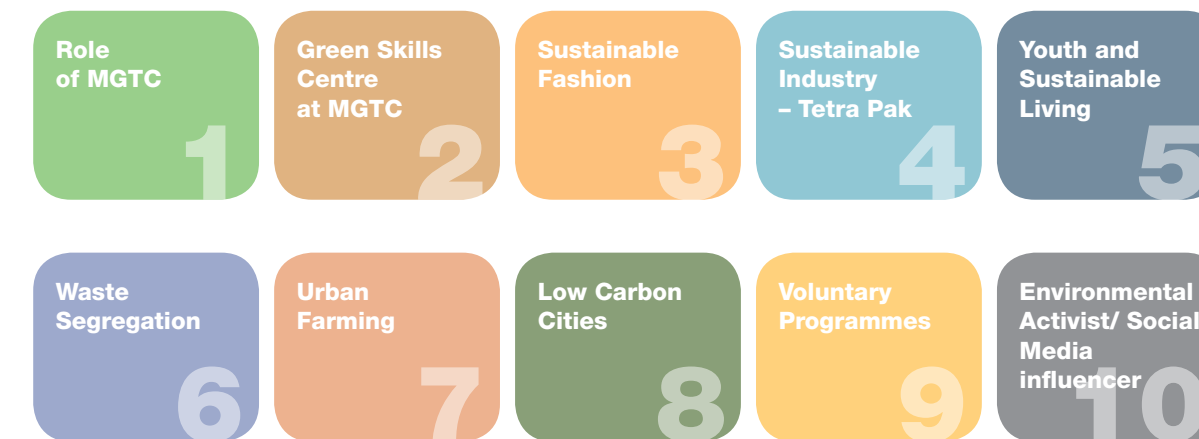 Role
of MGTC
1
Green Skills
Centre
at MGTC
2
Sustainable
Fashion
3
Sustainable
Industry
– Tetra Pak
4
Youth and
Sustainable
Living
5
Waste
Segregation
6
Urban
Farming
7
Low Carbon
Cities
8
Voluntary
Programmes
9
Environmental
Activist/ Social
Media
influencer
10